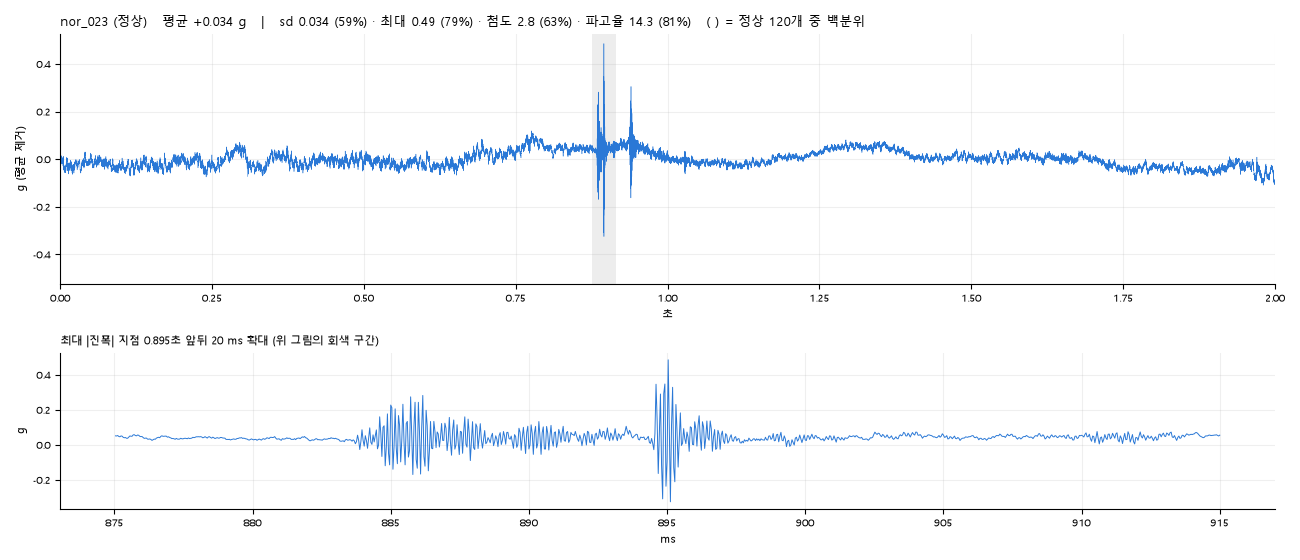 nor_023 (정상) 평균 +0.034 g | sd 0.034 (59%) · 최대 0.49 (79%) · 첨도 2.8 (63%) · 파고율 14.3 (81%) ( ) = 정상 120개 중 백분위
g (평균 제거)
0.4
0.2
0.0
-0.2
-0.4
0.00 0.25 0.50 0.75 1.00 1.25 1.50 1.75 2.00
초
최대 |진폭| 지점 0.895초 앞뒤 20 ms 확대 (위 그림의 회색 구간)
g
0.4
0.2
0.0
-0.2
875 880 885 890 895 900 905 910 915
ms